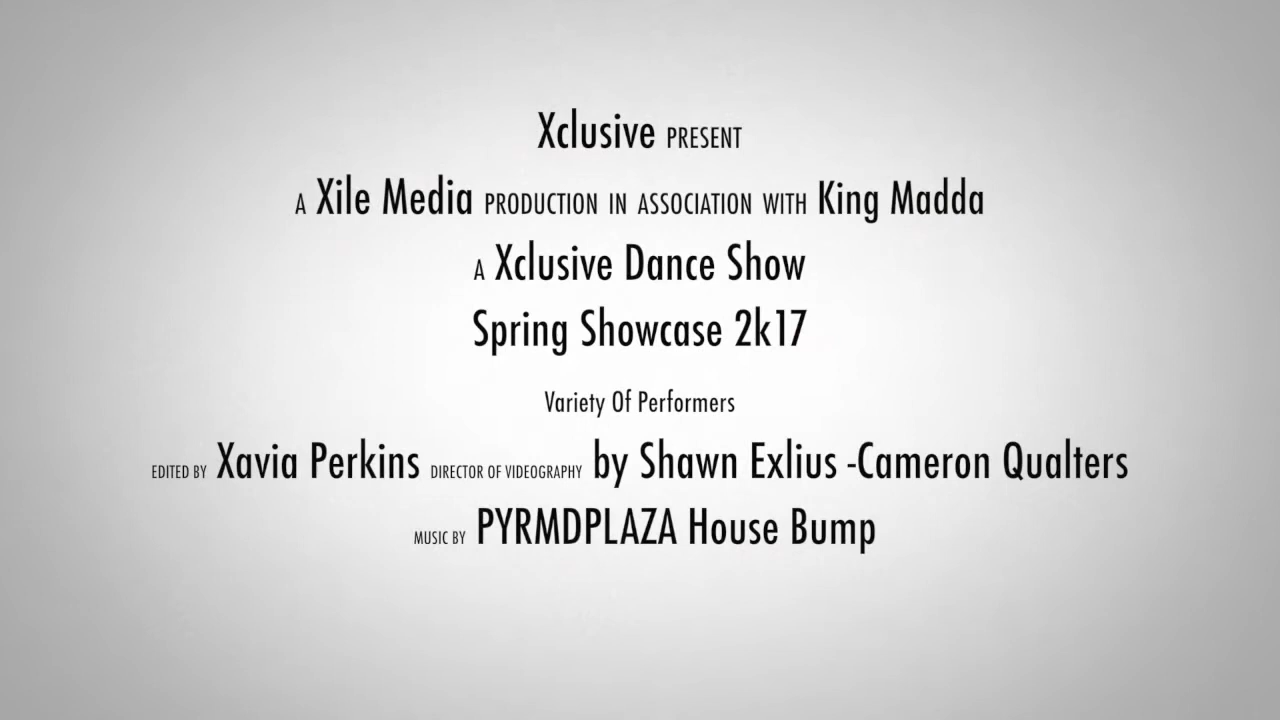 Xclusive PRESENT
A Xile Media PRODUCTION IN ASSOCIATION WITH King Madda
A Xclusive Dance Show
Spring Showcase 2k17
Variety Of Performers
EDITED BY Xavia Perkins DIRECTOR OF VIDEOGRAPHY by Shawn Exlius -Cameron Qualters
MUSIC BY PYRMDPLAZA House Bump